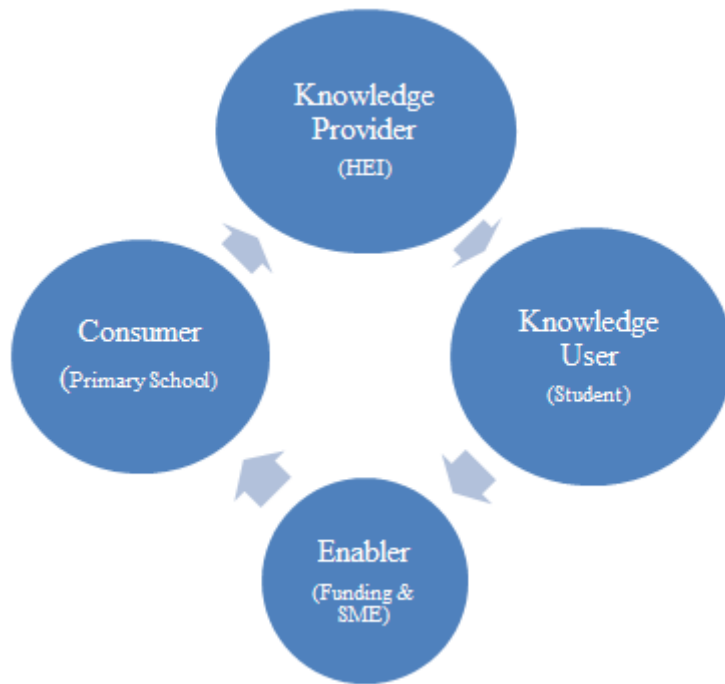 Knowledge
Provider
(HEI)
Knowledge
User
(Student)
Enabler
(Funding &
SME)
Consumer
(Primary School)